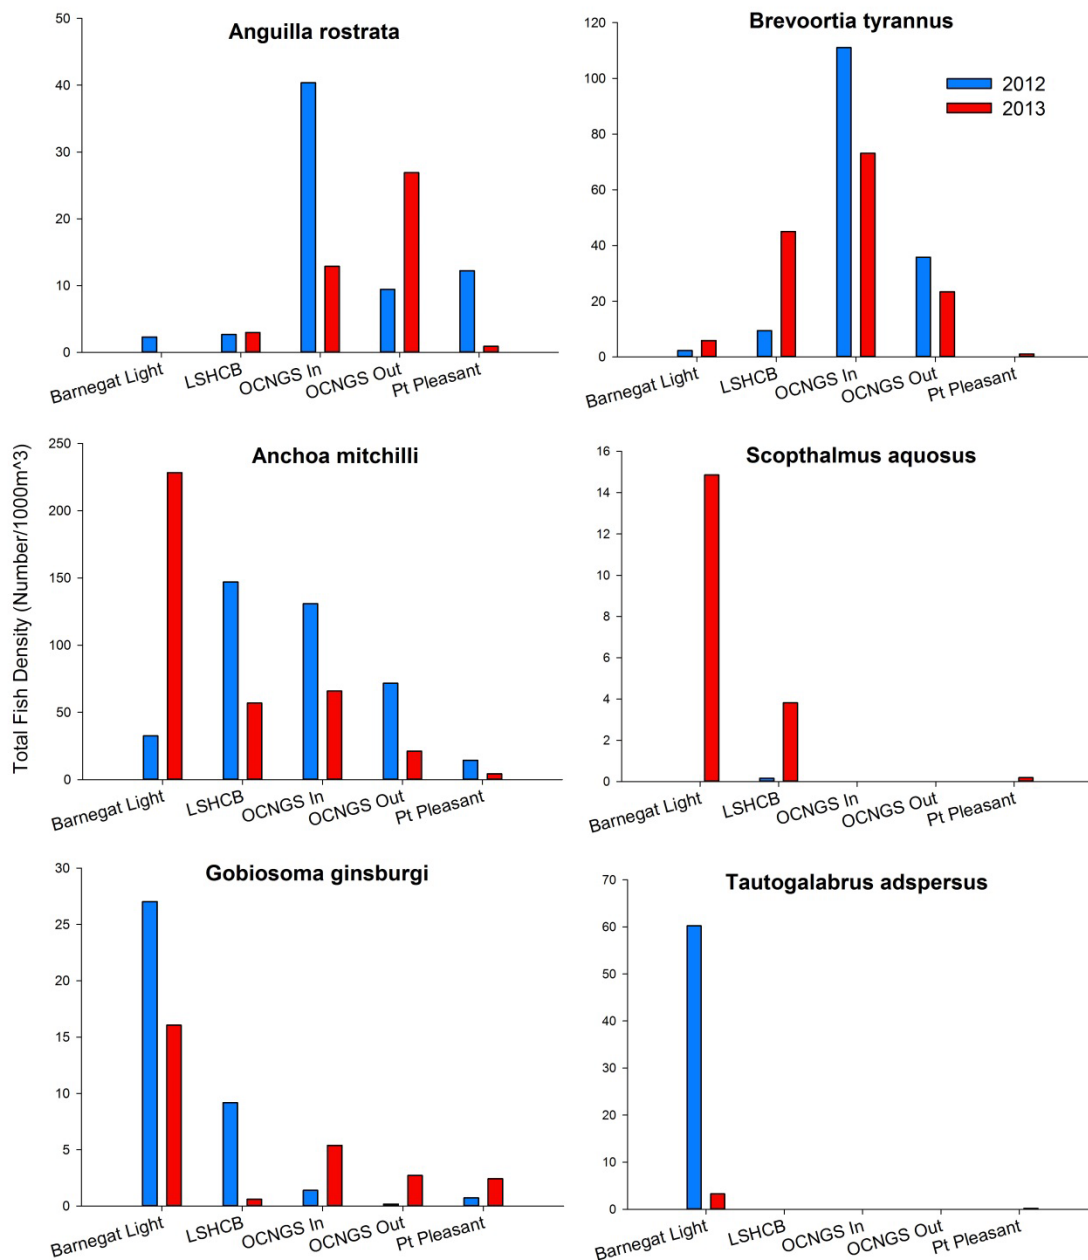 Anguilla rostrata
50
40
30
20
10
0
Barnegat Light
LSHCB
OCNGS In
OCNGS Out
Pt Pleasant
Brevoortia tyrannus
2012
2013
120
100
80
60
40
20
0
Barnegat Light
LSHCB
OCNGS In
OCNGS Out
Pt Pleasant
Total Fish Density (Number/1000m^3)
Anchoa mitchilli
250
200
150
100
50
0
Barnegat Light
LSHCB
OCNGS In
OCNGS Out
Pt Pleasant
Scopthalmus aquosus
16
14
12
10
8
6
4
2
0
Barnegat Light
LSHCB
OCNGS In
OCNGS Out
Pt Pleasant
Gobiosoma ginsburgi
30
25
20
15
10
5
0
Barnegat Light
LSHCB
OCNGS In
OCNGS Out
Pt Pleasant
Tautogalabrus adspersus
70
60
50
40
30
20
10
0
Barnegat Light
LSHCB
OCNGS In
OCNGS Out
Pt Pleasant